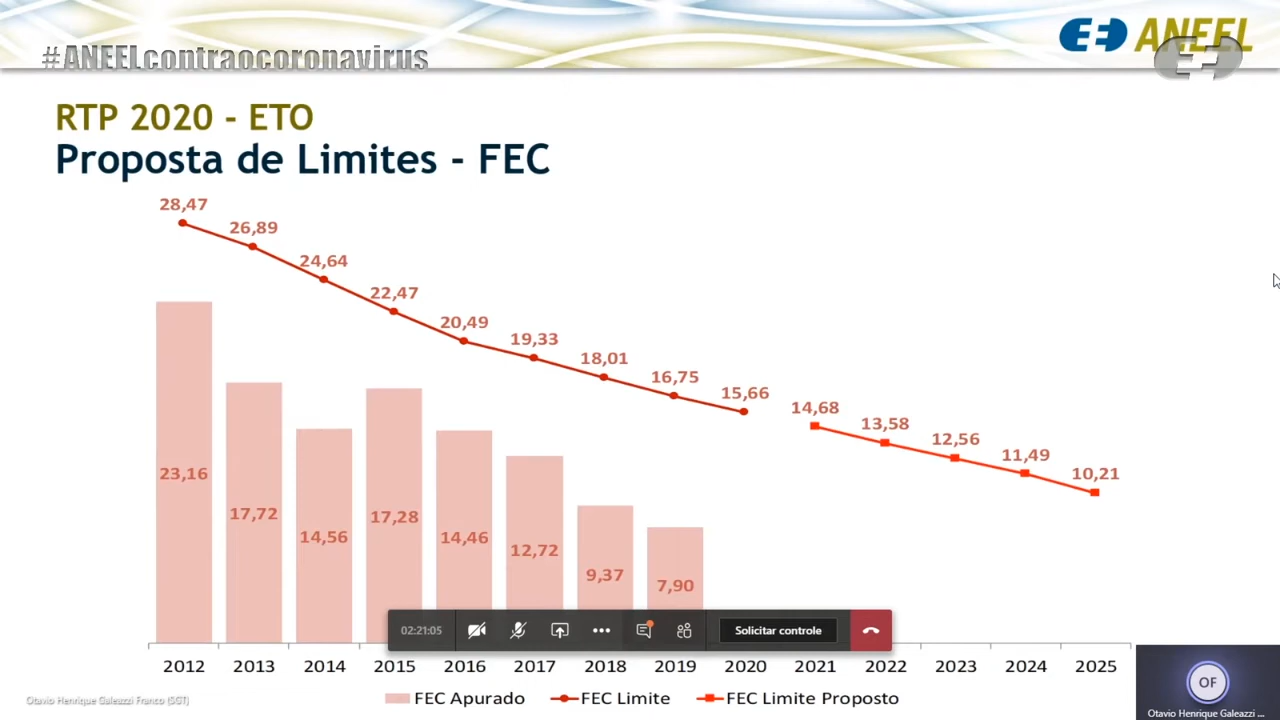 #ANEELcontraocoronavirus
ANEEL
RTP 2020 - ETO
Proposta de Limites - FEC
28,47
26,89
24,64
22,47
20,49
19,33
18,01
16,75
15,66
14,68
13,58
12,56
11,49
10,21
23,16
17,72
14,56
17,28
14,46
12,72
9,37
7,90
02:21:05
Solicitar controle
2012 2013 2014 2015 2016 2017 2018 2019 2020 2021 2022 2023 2024 2025
FEC Apurado FEC Limite FEC Limite Proposto
Otavio Henrique Galeazzi Franco (SGT)
OF
Otavio Henrique Galeazzi ...